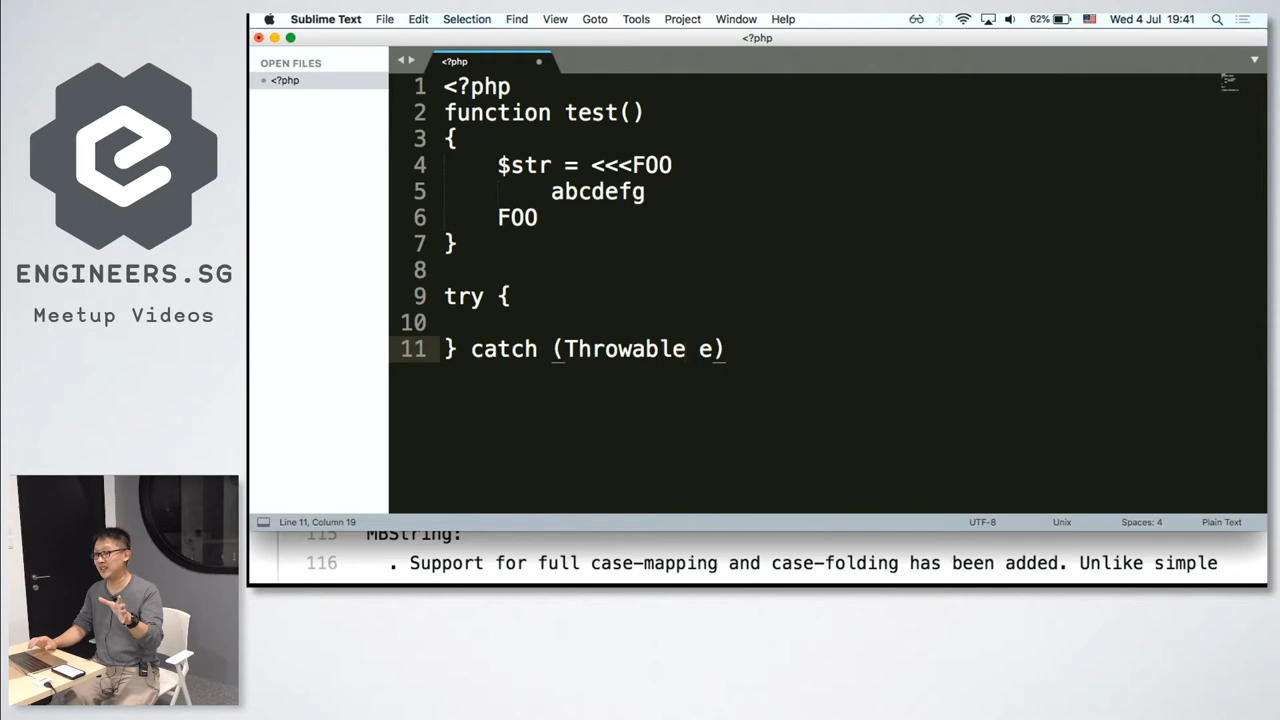 Sublime Text File Edit Selection Find View Goto Tools Project Window Help 62% Wed 4 Jul 19:41
<?php
OPEN FILES
<?php
<?php
1 <?php
2 function test()
3 {
4 $str = <<<FOO
5 abcdefg
6 FOO
7 }
8
9 try {
10
11 } catch (Throwable e)
Line 11, Column 19 UTF-8 Unix Spaces: 4 Plain Text
115 MBString:
116 . Support for full case-mapping and case-folding has been added. Unlike simple
ENGINEERS.SG
Meetup Videos